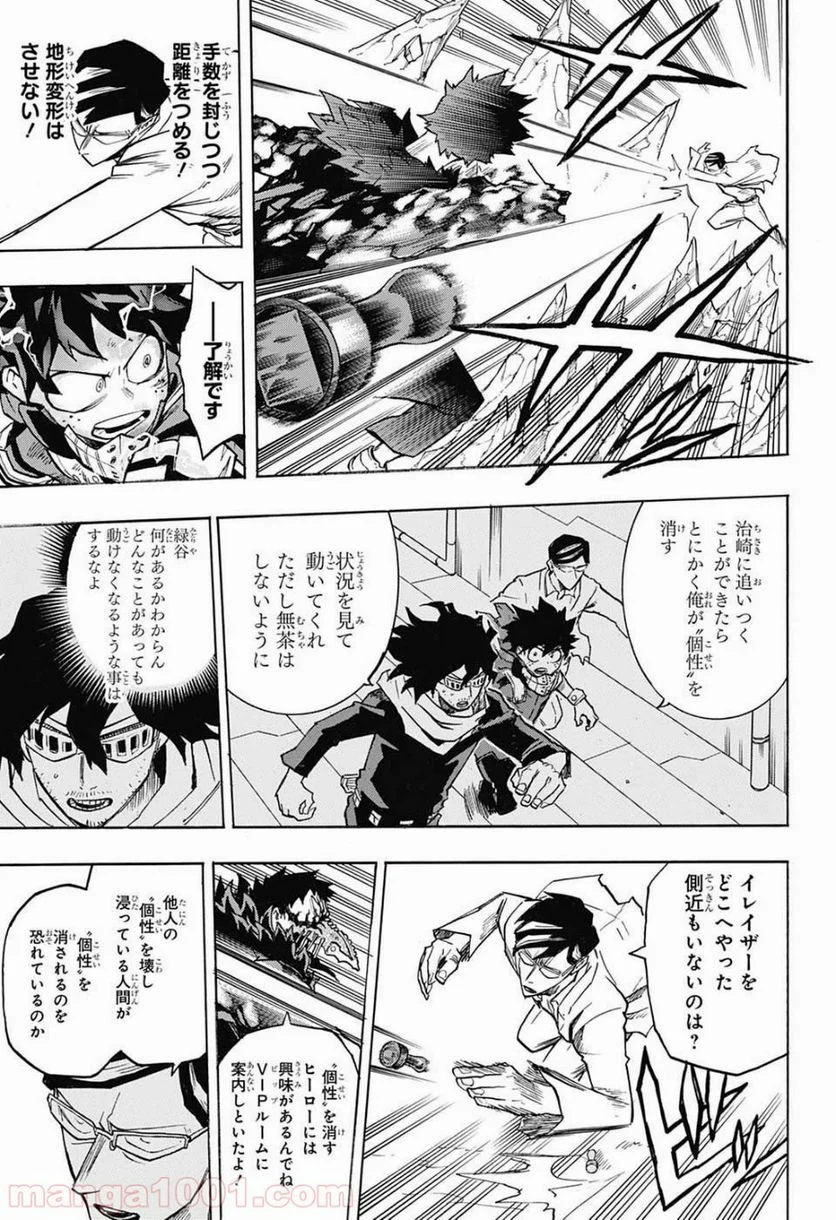 手数を封じつつ
距離をつめる!
地形変形は
させない!
――了解です
治崎に追いつく
ことができたら
とにかく俺が〝個性〟を
消す
状況を見て
動いてくれ
ただし無茶は
しないように
緑谷
何があるかわからん
どんなことがあっても
動けなくなるような事は
するなよ
イレイザーを
どこへやった
側近もいないのは?
〝個性〟を消す
ヒーローには
興味があるんでね
VIPルームに
案内しといたよ!
他人の
〝個性〟を壊し
浸っている人間が
〝個性〟を
消されるのを
恐れているのか
manga1001.com